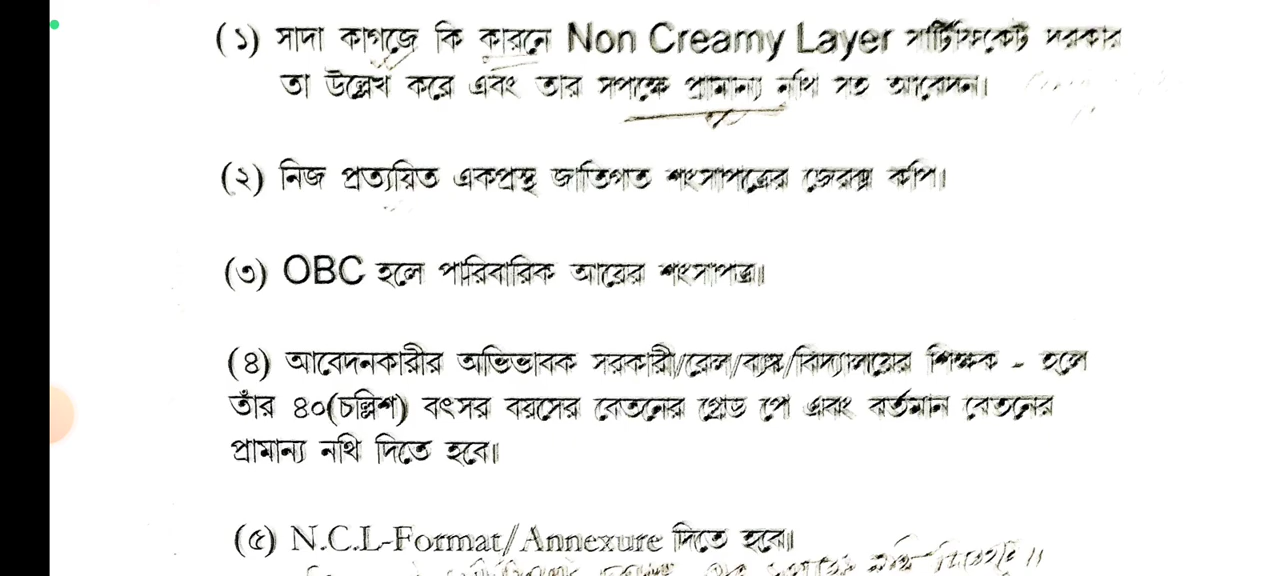 (১) সাদা কাগজে কি কারনে Non Creamy Layer সার্টিফিকেট দরকার
তা উল্লেখ করে এবং তার সপক্ষে প্রামান্য নথি সহ আবেদন।
(২) নিজ প্রত্যয়িত একপ্রস্থ জাতিগত শংসাপত্রের জেরক্স কপি।
(৩) OBC হলে পারিবারিক আয়ের শংসাপত্র।
(৪) আবেদনকারীর অভিভাবক সরকারী/রেল/ব্যঙ্ক/বিদ্যালয়ের শিক্ষক - হলে
তাঁর ৪০(চল্লিশ) বৎসর বয়সের বেতনের গ্রেড পে এবং বর্তমান বেতনের
প্রামান্য নথি দিতে হবে।
(৫) N.C.L-Format/Annexure দিতে হবে।